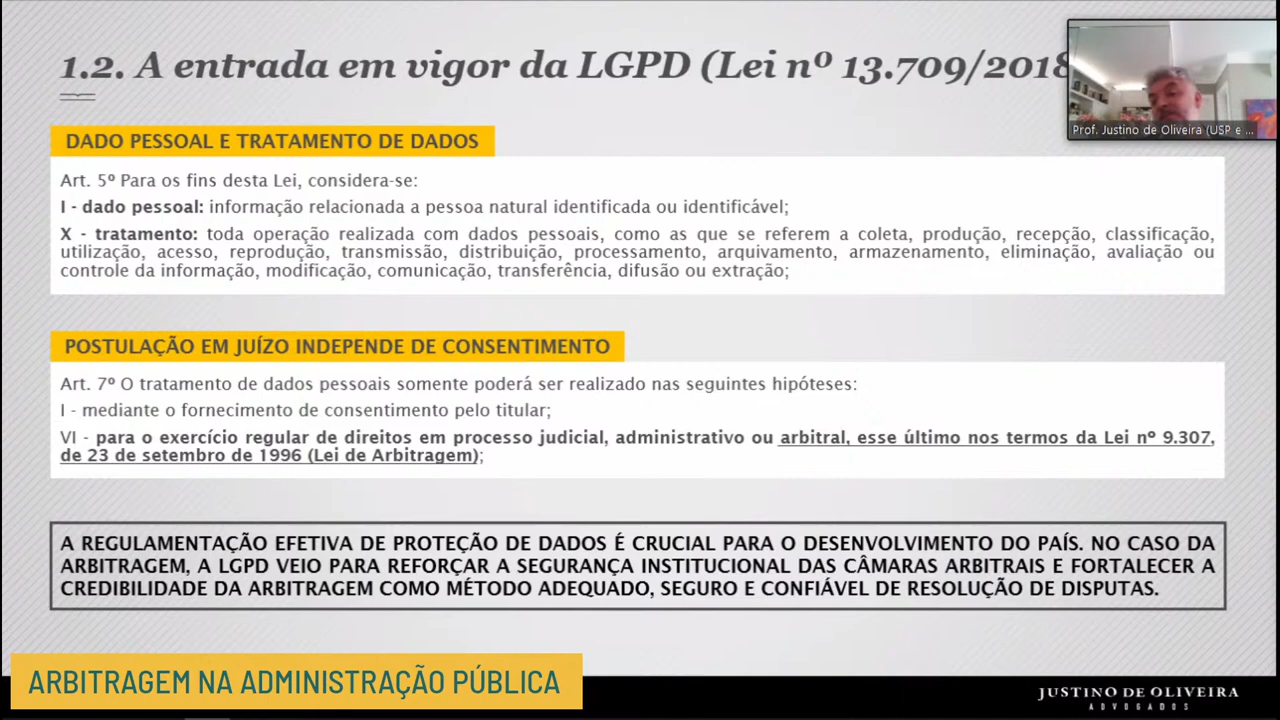 1.2. A entrada em vigor da LGPD (Lei nº 13.709/2018
Prof. Justino de Oliveira (USP e ...
DADO PESSOAL E TRATAMENTO DE DADOS
Art. 5º Para os fins desta Lei, considera-se:
I - dado pessoal: informação relacionada a pessoa natural identificada ou identificável;
X - tratamento: toda operação realizada com dados pessoais, como as que se referem a coleta, produção, recepção, classificação,
utilização, acesso, reprodução, transmissão, distribuição, processamento, arquivamento, armazenamento, eliminação, avaliação ou
controle da informação, modificação, comunicação, transferência, difusão ou extração;
POSTULAÇÃO EM JUÍZO INDEPENDE DE CONSENTIMENTO
Art. 7º O tratamento de dados pessoais somente poderá ser realizado nas seguintes hipóteses:
I - mediante o fornecimento de consentimento pelo titular;
VI - para o exercício regular de direitos em processo judicial, administrativo ou arbitral, esse último nos termos da Lei nº 9.307,
de 23 de setembro de 1996 (Lei de Arbitragem);
A REGULAMENTAÇÃO EFETIVA DE PROTEÇÃO DE DADOS É CRUCIAL PARA O DESENVOLVIMENTO DO PAÍS. NO CASO DA
ARBITRAGEM, A LGPD VEIO PARA REFORÇAR A SEGURANÇA INSTITUCIONAL DAS CÂMARAS ARBITRAIS E FORTALECER A
CREDIBILIDADE DA ARBITRAGEM COMO MÉTODO ADEQUADO, SEGURO E CONFIÁVEL DE RESOLUÇÃO DE DISPUTAS.
ARBITRAGEM NA ADMINISTRAÇÃO PÚBLICA
JUSTINO DE OLIVEIRA
ADVOGADOS